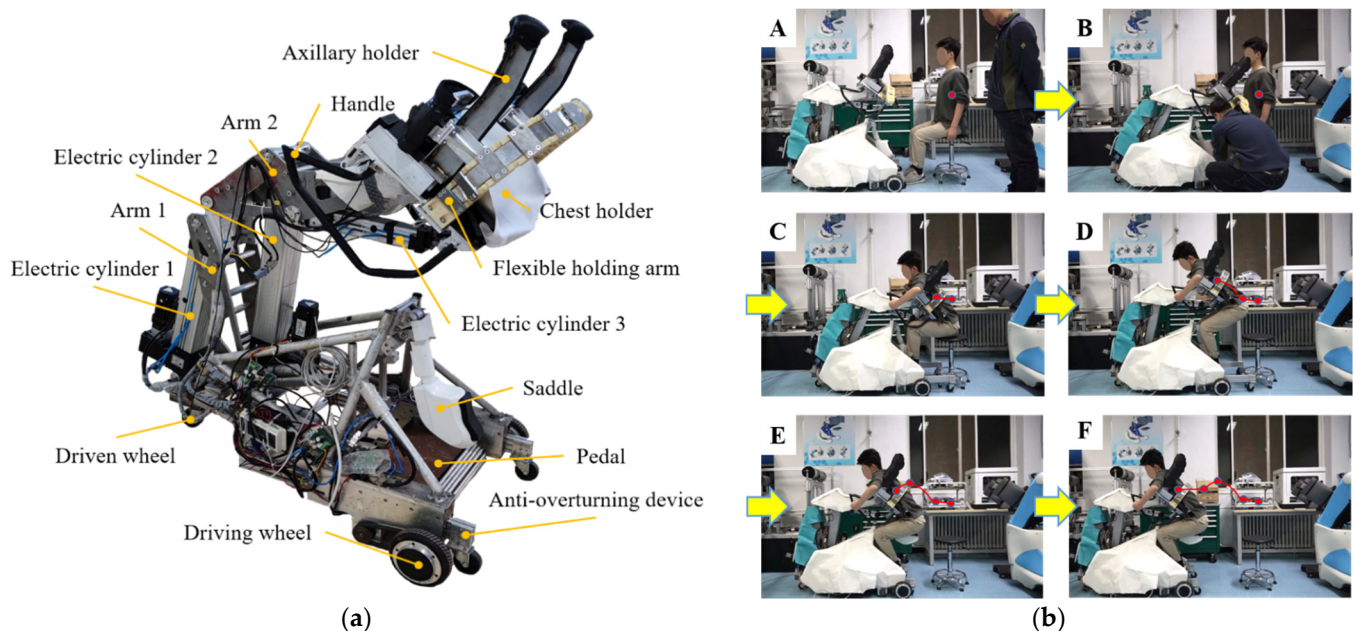 Axillary holder
Handle
Arm 2
Electric cylinder 2
Arm 1
Electric cylinder 1
Chest holder
Flexible holding arm
Electric cylinder 3
Saddle
Driven wheel
Pedal
Anti-overturning device
Driving wheel
(a)
A
B
C
D
E
F
(b)